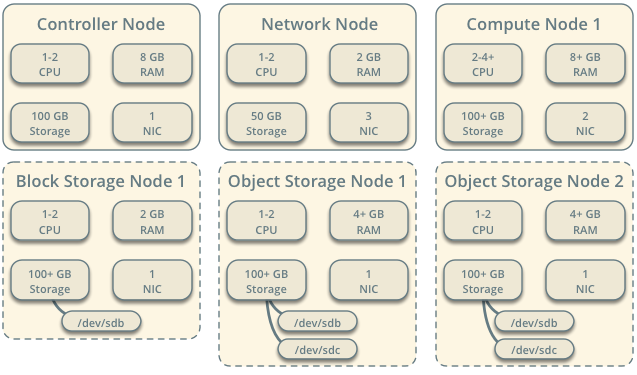 Controller Node
1-2
CPU
8 GB
RAM
100 GB
Storage
1
NIC
Network Node
1-2
CPU
2 GB
RAM
50 GB
Storage
3
NIC
Compute Node 1
2-4+
CPU
8+ GB
RAM
100+ GB
Storage
2
NIC
Block Storage Node 1
1-2
CPU
2 GB
RAM
100+ GB
Storage
1
NIC
/dev/sdb
Object Storage Node 1
1-2
CPU
4+ GB
RAM
100+ GB
Storage
1
NIC
/dev/sdb
/dev/sdc
Object Storage Node 2
1-2
CPU
4+ GB
RAM
100+ GB
Storage
1
NIC
/dev/sdb
/dev/sdc